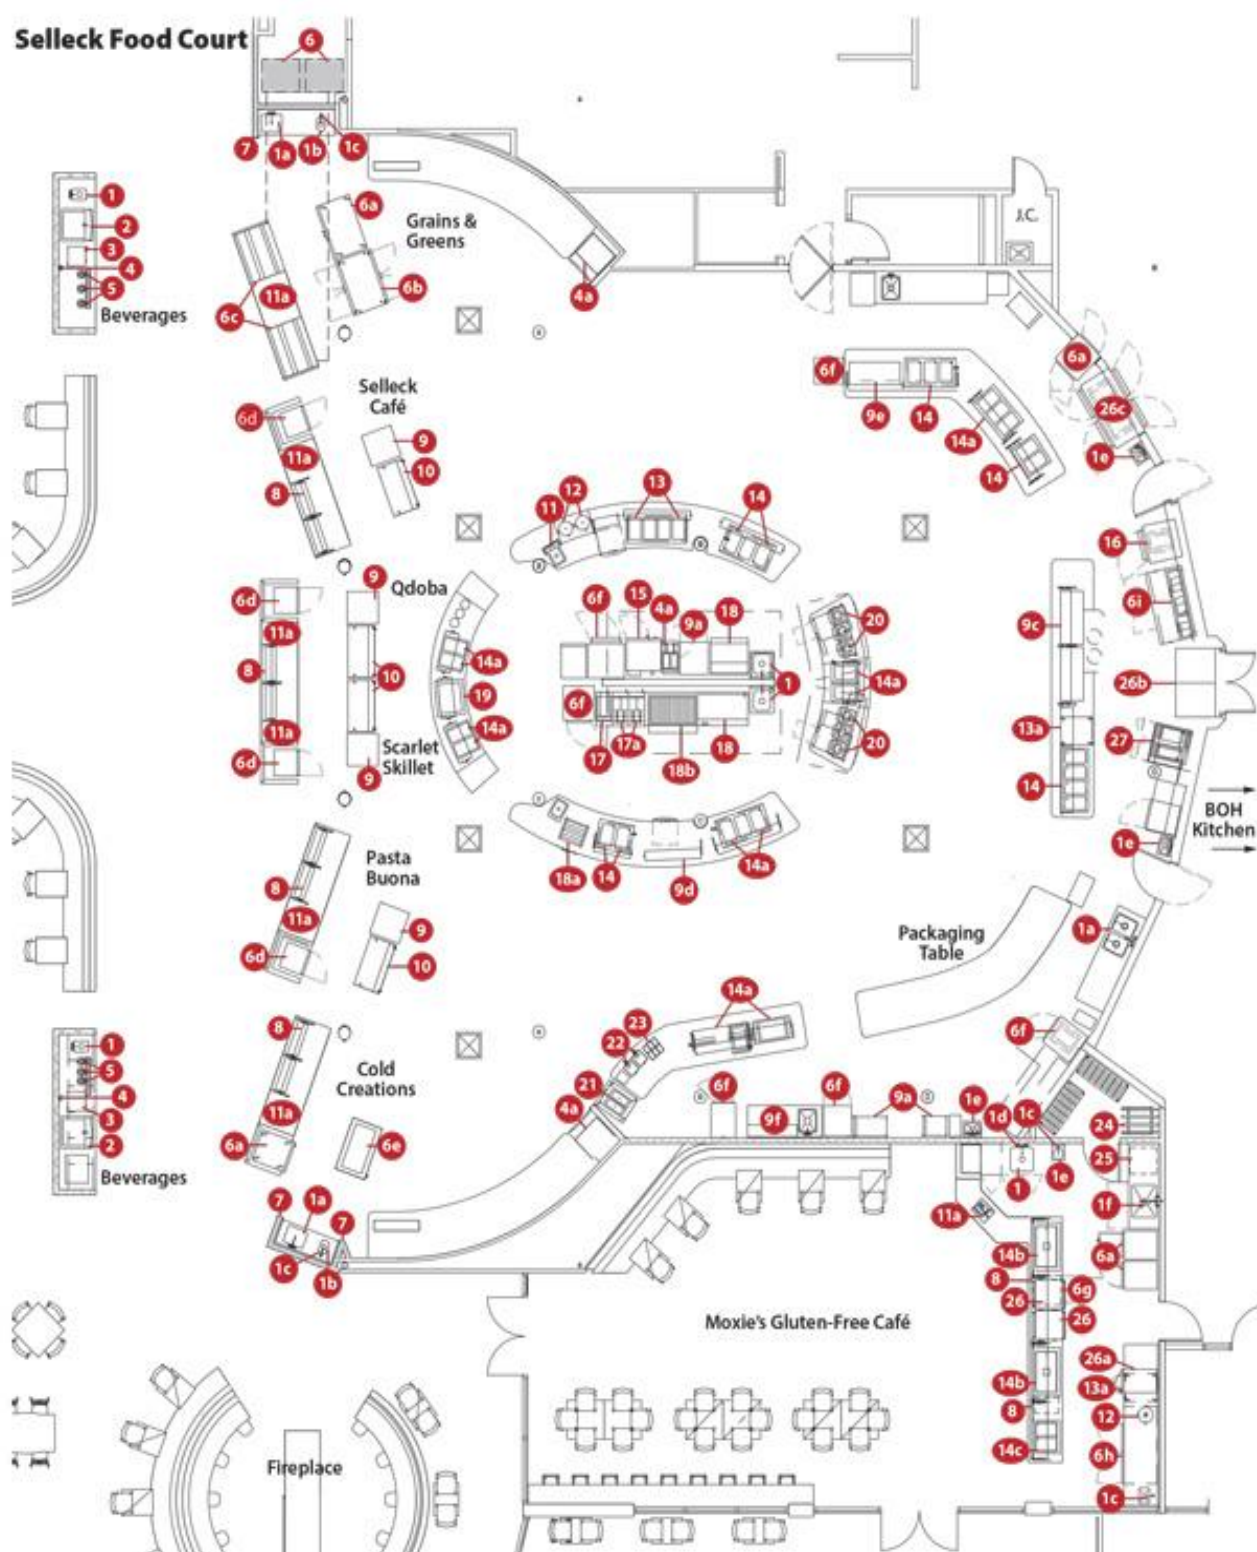 Selleck Food Court
6
7
1a
1b
1c
1
2
3
4
5
Beverages
6a
Grains &
Greens
11a
6b
6c
4a
J.C.
6a
26c
1e
6f
9e
14
14a
14
Selleck
Café
6d
11a
8
9
10
11
12
13
14
16
6i
9
Qdoba
6d
11a
8
10
11a
6d
Scarlet
Skillet
9
14a
19
14a
6f
15
4a
9a
18
1
6f
17
17a
18b
18
20
14a
20
9c
13a
14
26b
27
BOH
Kitchen
1e
18a
14
9d
14a
Pasta
Buona
8
11a
6d
9
10
Packaging
Table
1a
14a
6f
8
Cold
Creations
11a
6a
6e
23
22
21
4a
1
5
4
3
2
Beverages
6f
9f
6f
9a
1e
1d
1c
24
25
1
1e
1f
7
1a
7
1c
1b
11a
14b
6a
8
6g
26
26
Moxie's Gluten-Free Café
14b
26a
13a
8
12
14c
6h
1c
Fireplace